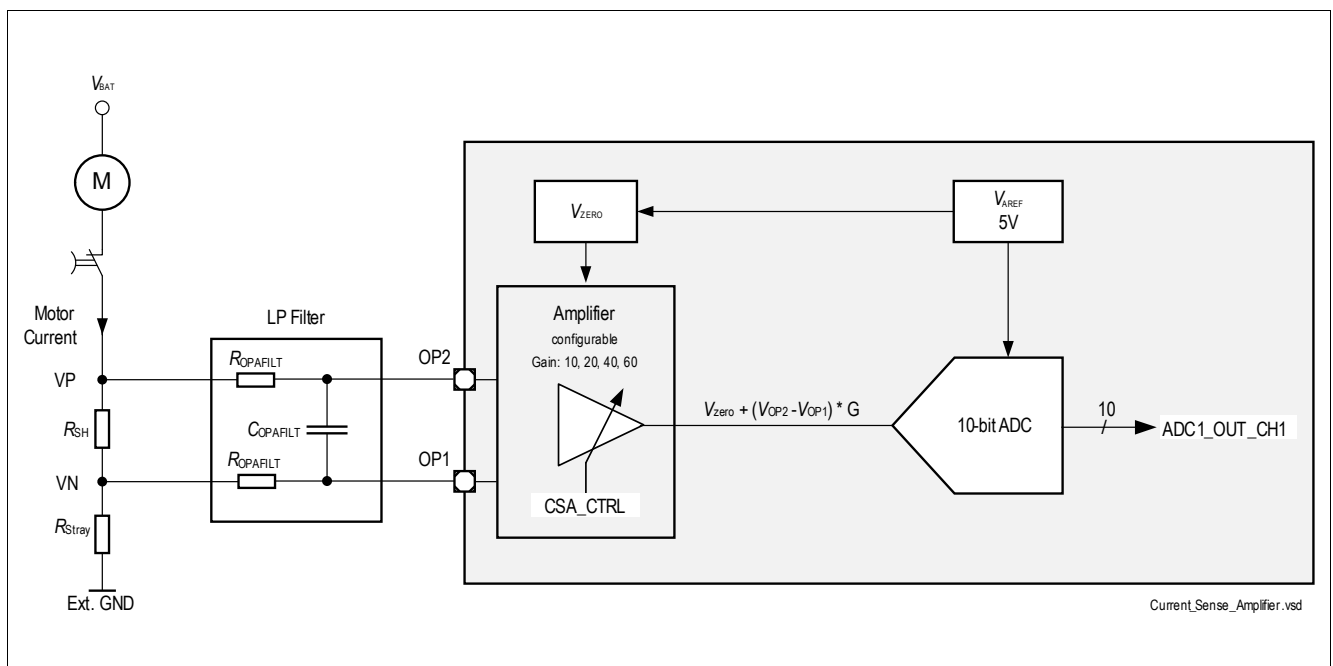 VBAT
M
Motor
Current
VP
RSH
VN
RStray
Ext. GND
LP Filter
ROPAFILT
COPAFILT
ROPAFILT
OP2
OP1
VZERO
VAREF
5V
Amplifier
configurable
Gain: 10, 20, 40, 60
CSA_CTRL
Vzero + (VOP2 - VOP1) * G
10-bit ADC
10
ADC1_OUT_CH1
Current_Sense_Amplifier.vsd